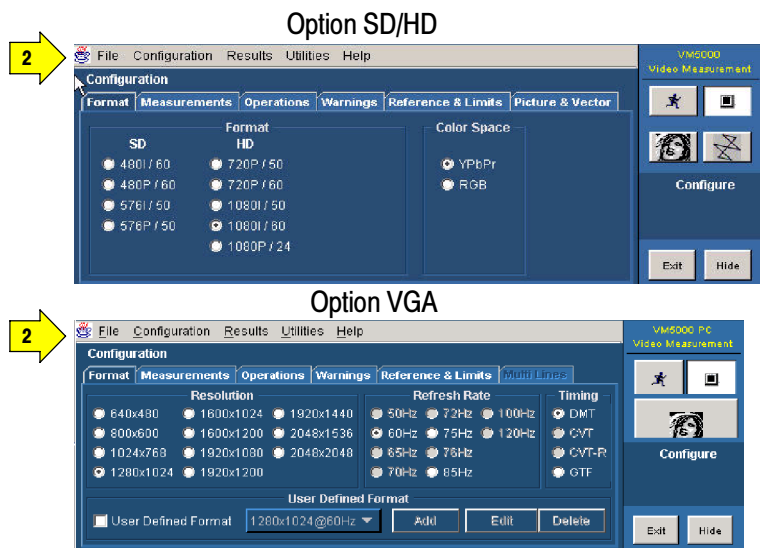 Option SD/HD
2
File Configuration Results Utilities Help
VM5000
Video Measurement
Configuration
Format Measurements Operations Warnings Reference & Limits Picture & Vector
Format
Color Space
SD HD
480I / 60 720P / 50 YPbPr
480P / 60 720P / 60 RGB
576I / 50 1080I / 50
576P / 50 1080I / 60
1080P / 24
Configure
Exit Hide
Option VGA
2
File Configuration Results Utilities Help
VM5000 PC
Video Measurement
Configuration
Format Measurements Operations Warnings Reference & Limits Multi Lines
Resolution Refresh Rate Timing
640x480 1600x1024 1920x1440 50Hz 72Hz 100Hz DMT
800x600 1600x1200 2048x1536 60Hz 75Hz 120Hz CVT
1024x768 1920x1080 2048x2048 65Hz 76Hz CVT-R
1280x1024 1920x1200 70Hz 85Hz GTF
Configure
User Defined Format
User Defined Format 1280x1024@60Hz Add Edit Delete
Exit Hide